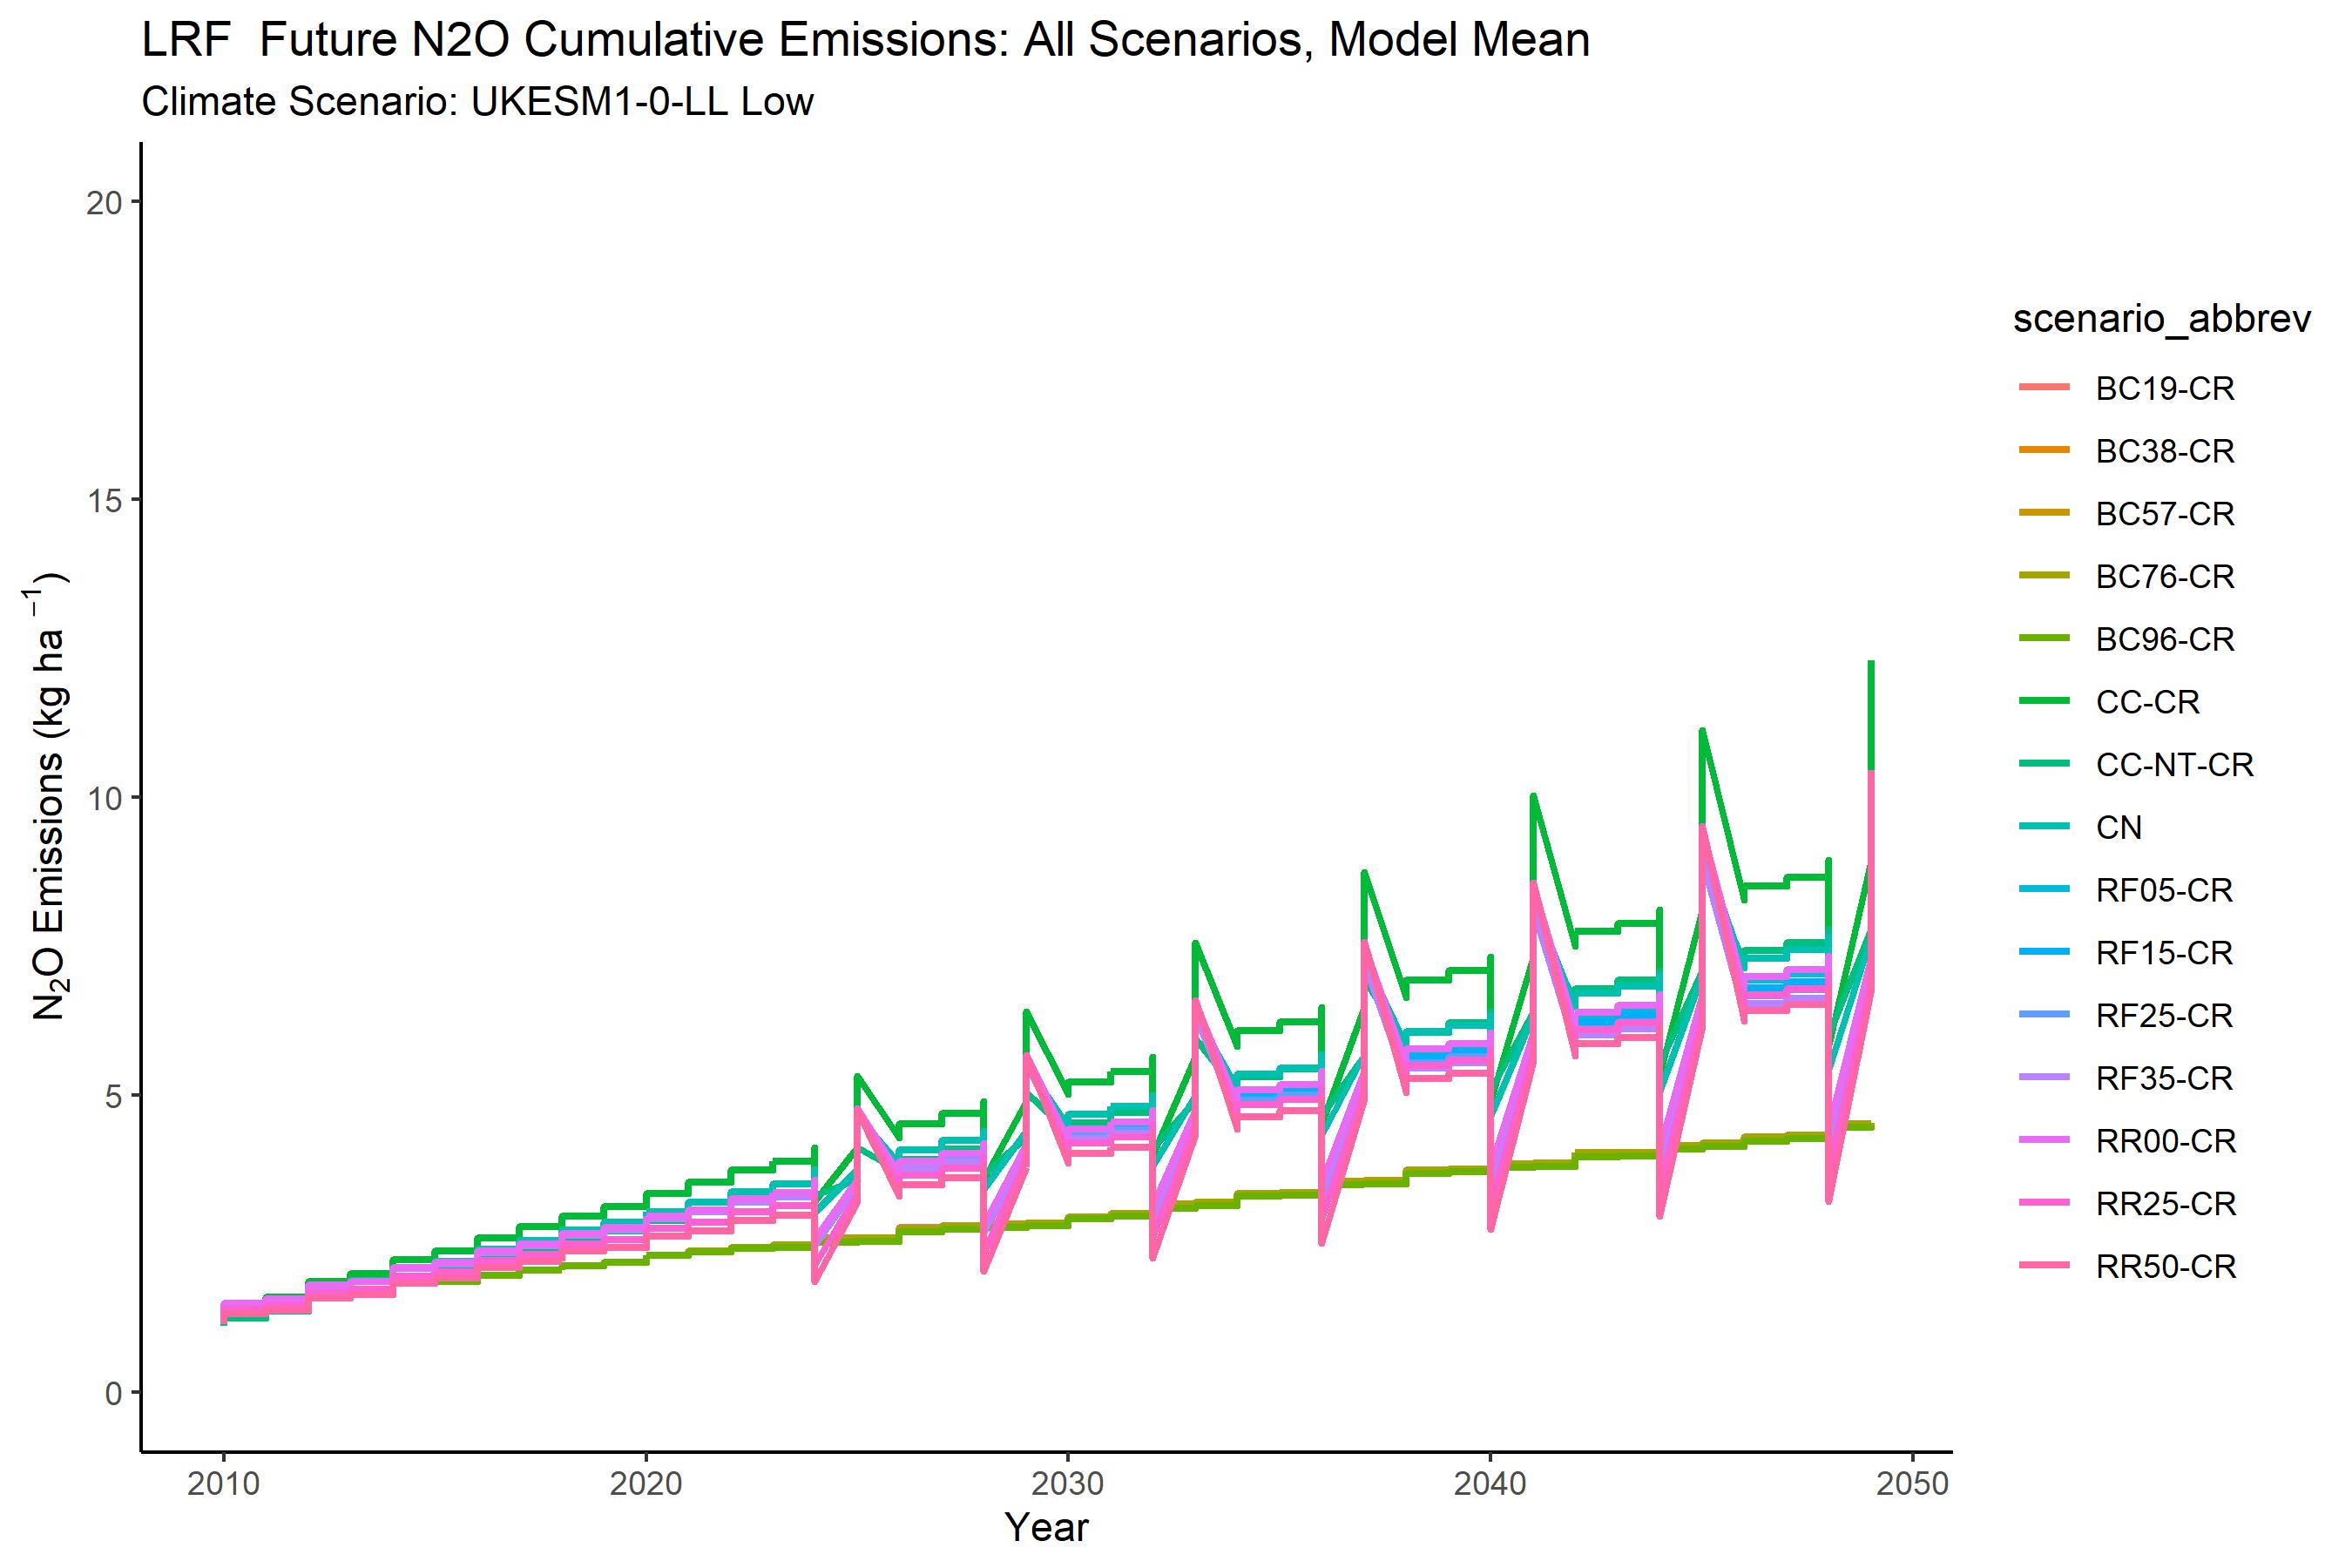 LRF  Future N2O Cumulative Emissions: All Scenarios, Model Mean
Climate Scenario: UKESM1-0-LL Low
20
15
10
5
0
N₂O Emissions (kg ha ⁻¹)
2010
2020
2030
2040
2050
Year
scenario_abbrev
BC19-CR
BC38-CR
BC57-CR
BC76-CR
BC96-CR
CC-CR
CC-NT-CR
CN
RF05-CR
RF15-CR
RF25-CR
RF35-CR
RR00-CR
RR25-CR
RR50-CR